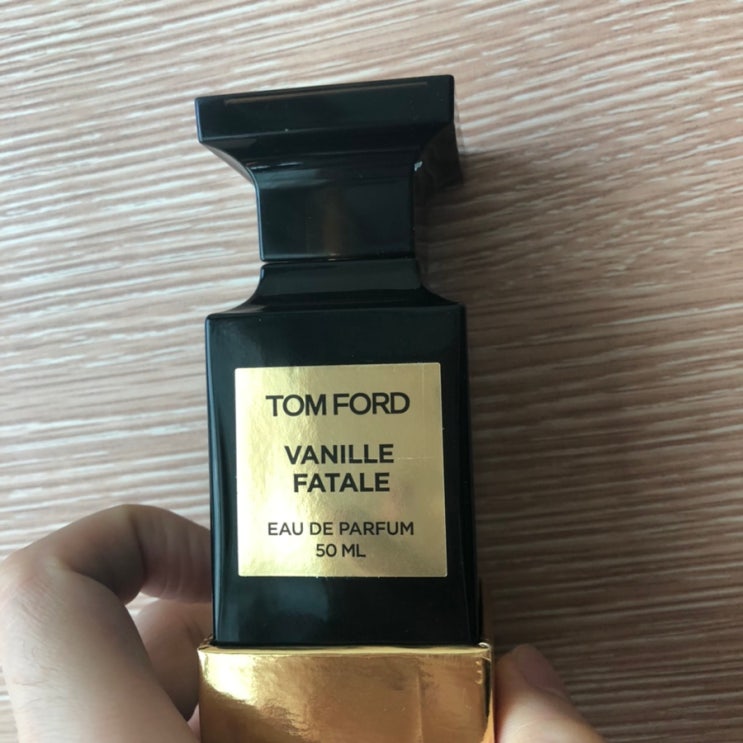 TOM FORD
VANILLE
FATALE
EAU DE PARFUM
50 ML